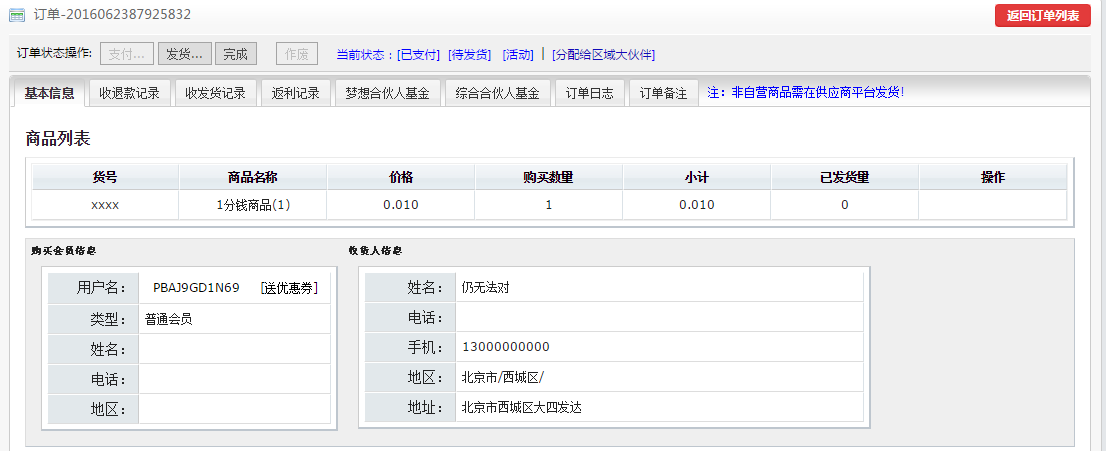 订单-2016062387925832 返回订单列表
订单状态操作: 支付... 发货... 完成 作废 当前状态：[已支付] [待发货] [活动] | [分配给区域大伙伴]
基本信息 收退款记录 收发货记录 返利记录 梦想合伙人基金 综合合伙人基金 订单日志 订单备注 注：非自营商品需在供应商平台发货!
商品列表
货号 商品名称 价格 购买数量 小计 已发货量 操作
xxxx 1分钱商品(1) 0.010 1 0.010 0
购买会员信息 收货人信息
用户名： PBAJ9GD1N69 [送优惠券] 姓名： 仍无法对
类型： 普通会员 电话：
姓名： 手机： 13000000000
电话： 地区： 北京市/西城区/
地区： 地址： 北京市西城区大四发达